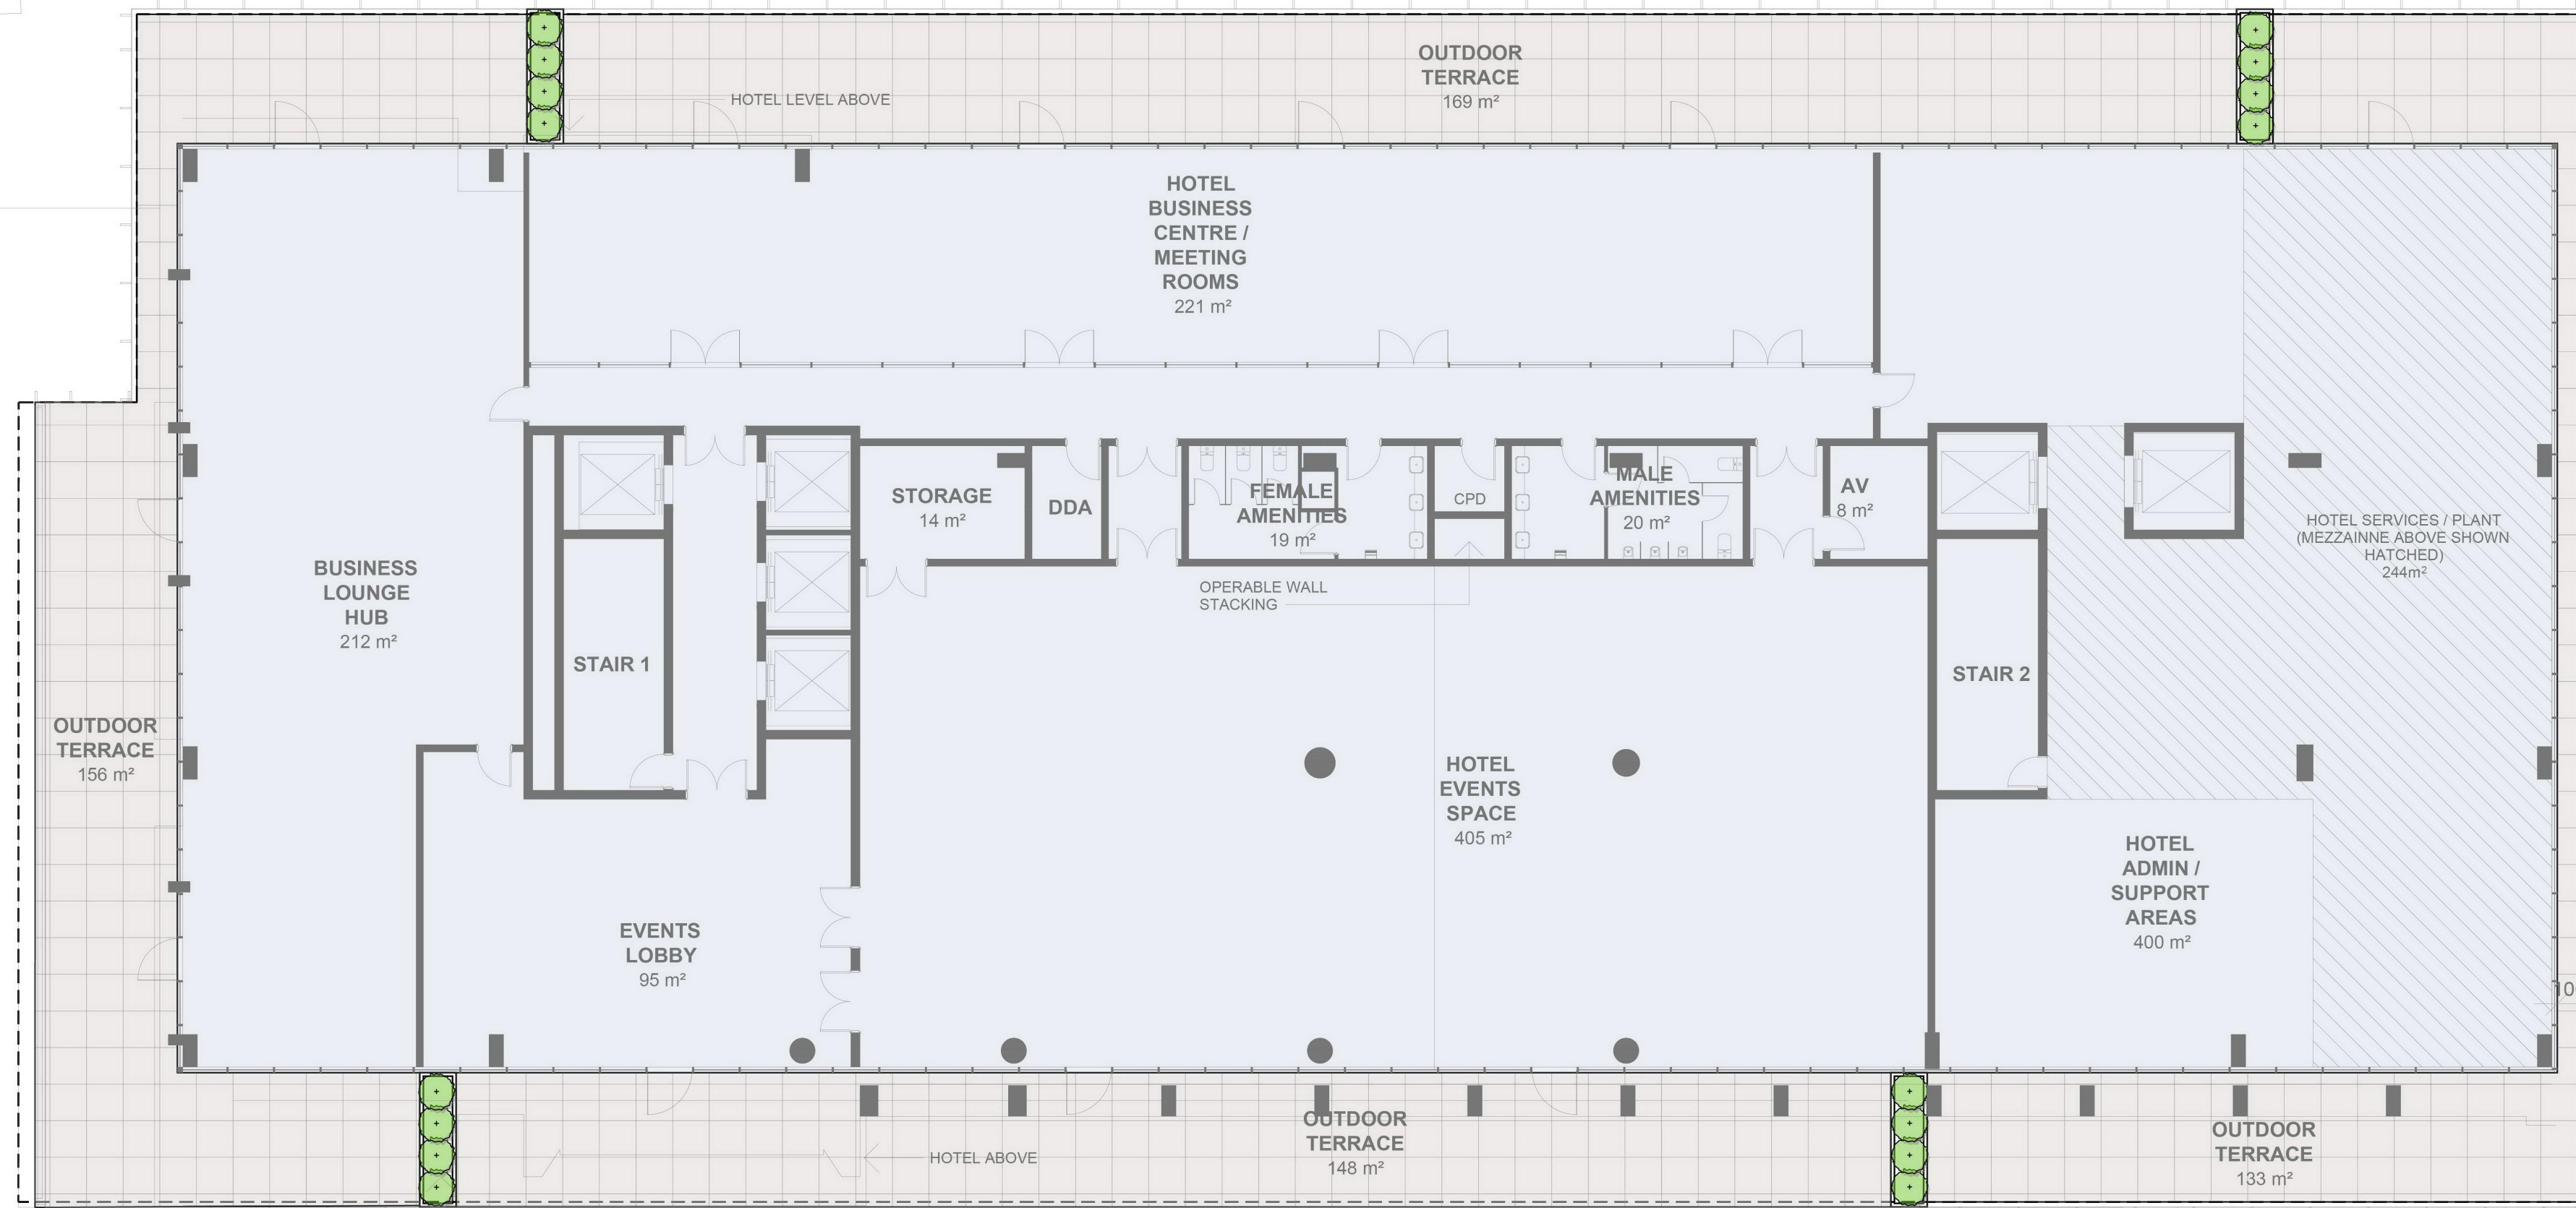 OUTDOOR
TERRACE
169 m²
HOTEL LEVEL ABOVE
HOTEL
BUSINESS
CENTRE /
MEETING
ROOMS
221 m²
STORAGE
14 m²
DDA
FEMALE
AMENITIES
19 m²
CPD
MALE
AMENITIES
20 m²
AV
8 m²
HOTEL SERVICES / PLANT
(MEZZAINNE ABOVE SHOWN
HATCHED)
244m²
OPERABLE WALL
STACKING
BUSINESS
LOUNGE
HUB
212 m²
STAIR 1
STAIR 2
OUTDOOR
TERRACE
156 m²
HOTEL
EVENTS
SPACE
405 m²
HOTEL
ADMIN /
SUPPORT
AREAS
400 m²
EVENTS
LOBBY
95 m²
OUTDOOR
TERRACE
148 m²
HOTEL ABOVE
OUTDOOR
TERRACE
133 m²